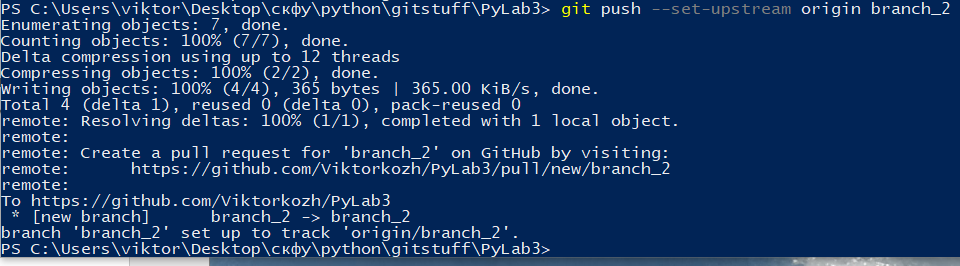 PS C:\Users\viktor\Desktop\скфу\python\gitstuff\PyLab3> git push --set-upstream origin branch_2
Enumerating objects: 7, done.
Counting objects: 100% (7/7), done.
Delta compression using up to 12 threads
Compressing objects: 100% (2/2), done.
Writing objects: 100% (4/4), 365 bytes | 365.00 KiB/s, done.
Total 4 (delta 1), reused 0 (delta 0), pack-reused 0
remote: Resolving deltas: 100% (1/1), completed with 1 local object.
remote:
remote: Create a pull request for 'branch_2' on GitHub by visiting:
remote:      https://github.com/Viktorkozh/PyLab3/pull/new/branch_2
remote:
To https://github.com/Viktorkozh/PyLab3
 * [new branch]      branch_2 -> branch_2
branch 'branch_2' set up to track 'origin/branch_2'.
PS C:\Users\viktor\Desktop\скфу\python\gitstuff\PyLab3>